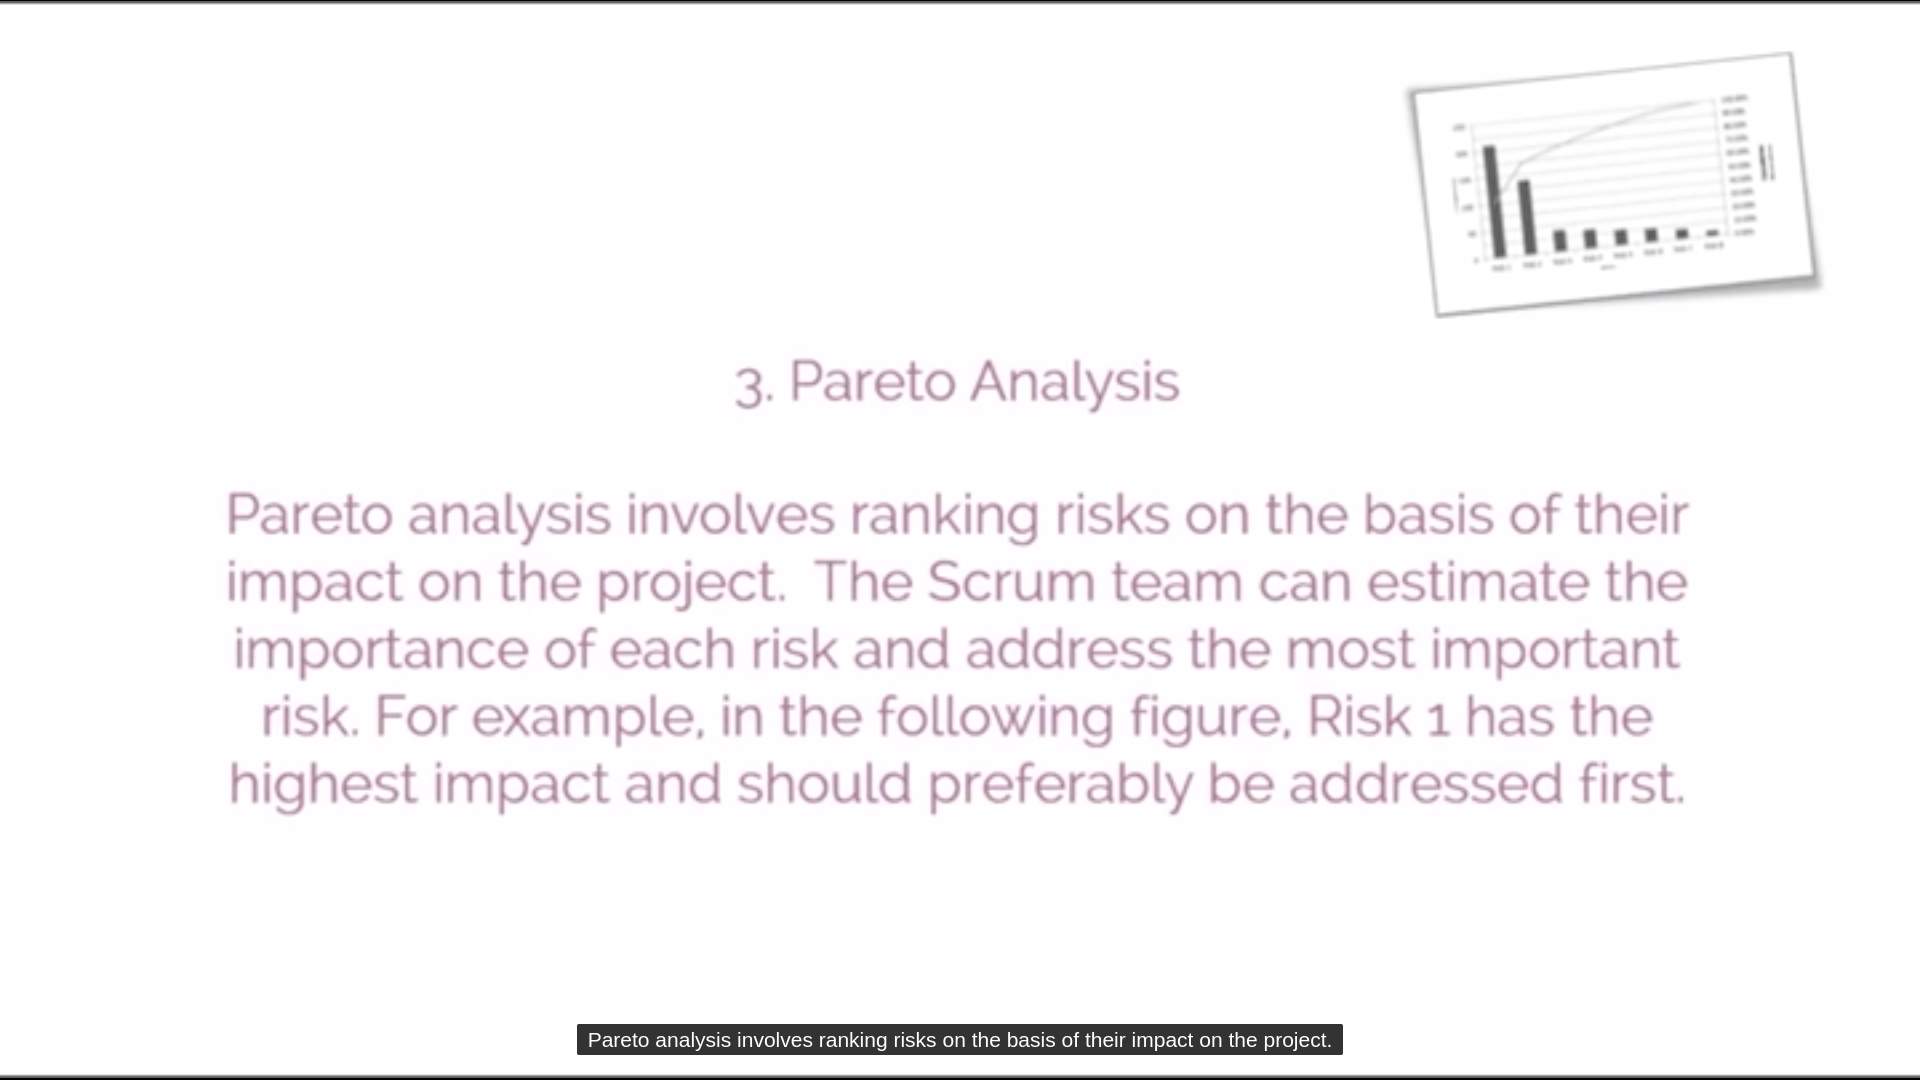 3. Pareto Analysis
Pareto analysis involves ranking risks on the basis of their
impact on the project. The Scrum team can estimate the
importance of each risk and address the most important
risk. For example, in the following figure, Risk 1 has the
highest impact and should preferably be addressed first.
Pareto analysis involves ranking risks on the basis of their impact on the project.